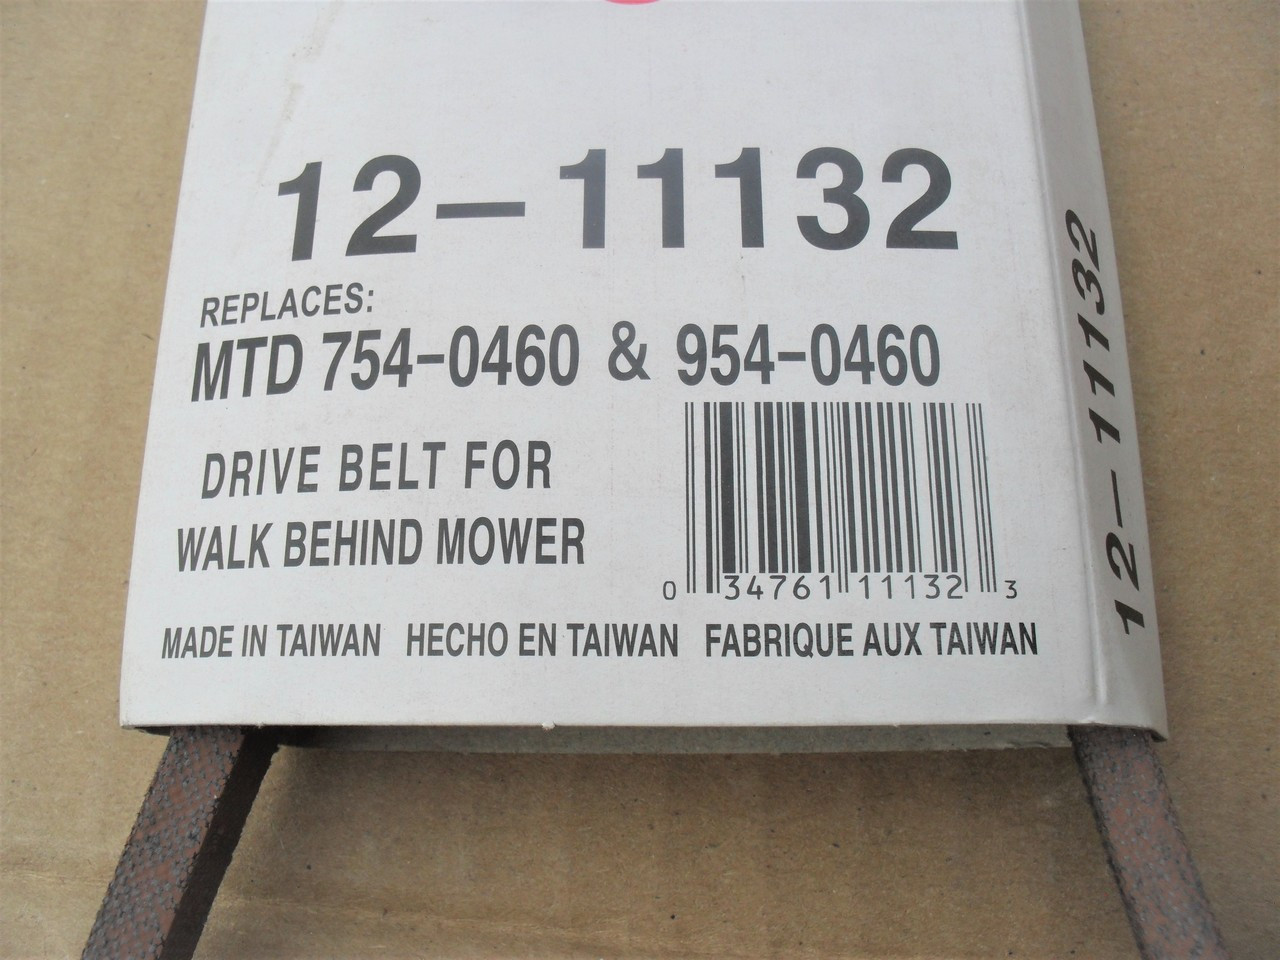 12-11132
REPLACES:
MTD 754-0460 & 954-0460
DRIVE BELT FOR
WALK BEHIND MOWER
0 34761 11132 3
MADE IN TAIWAN HECHO EN TAIWAN FABRIQUE AUX TAIWAN
12-11132